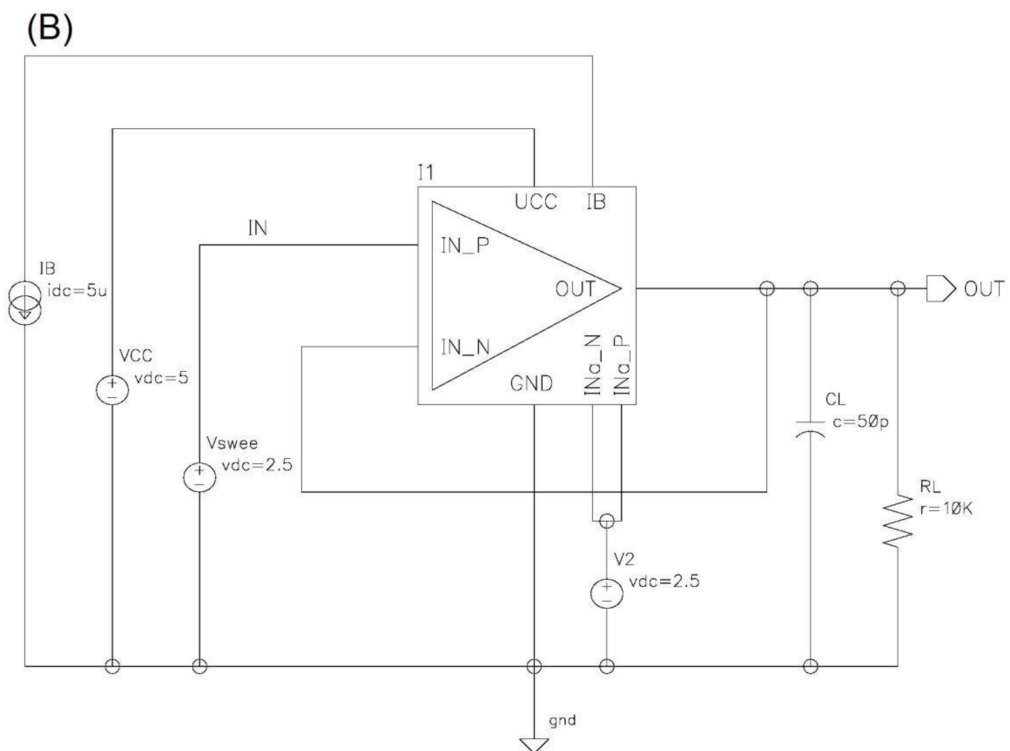 (B)
I1
UCC IB
IN
IN_P
IB
idc=5u
OUT
OUT
IN_N
INa_N
INa_P
VCC
vdc=5
GND
CL
c=50p
Vswee
vdc=2.5
RL
r=10K
V2
vdc=2.5
gnd